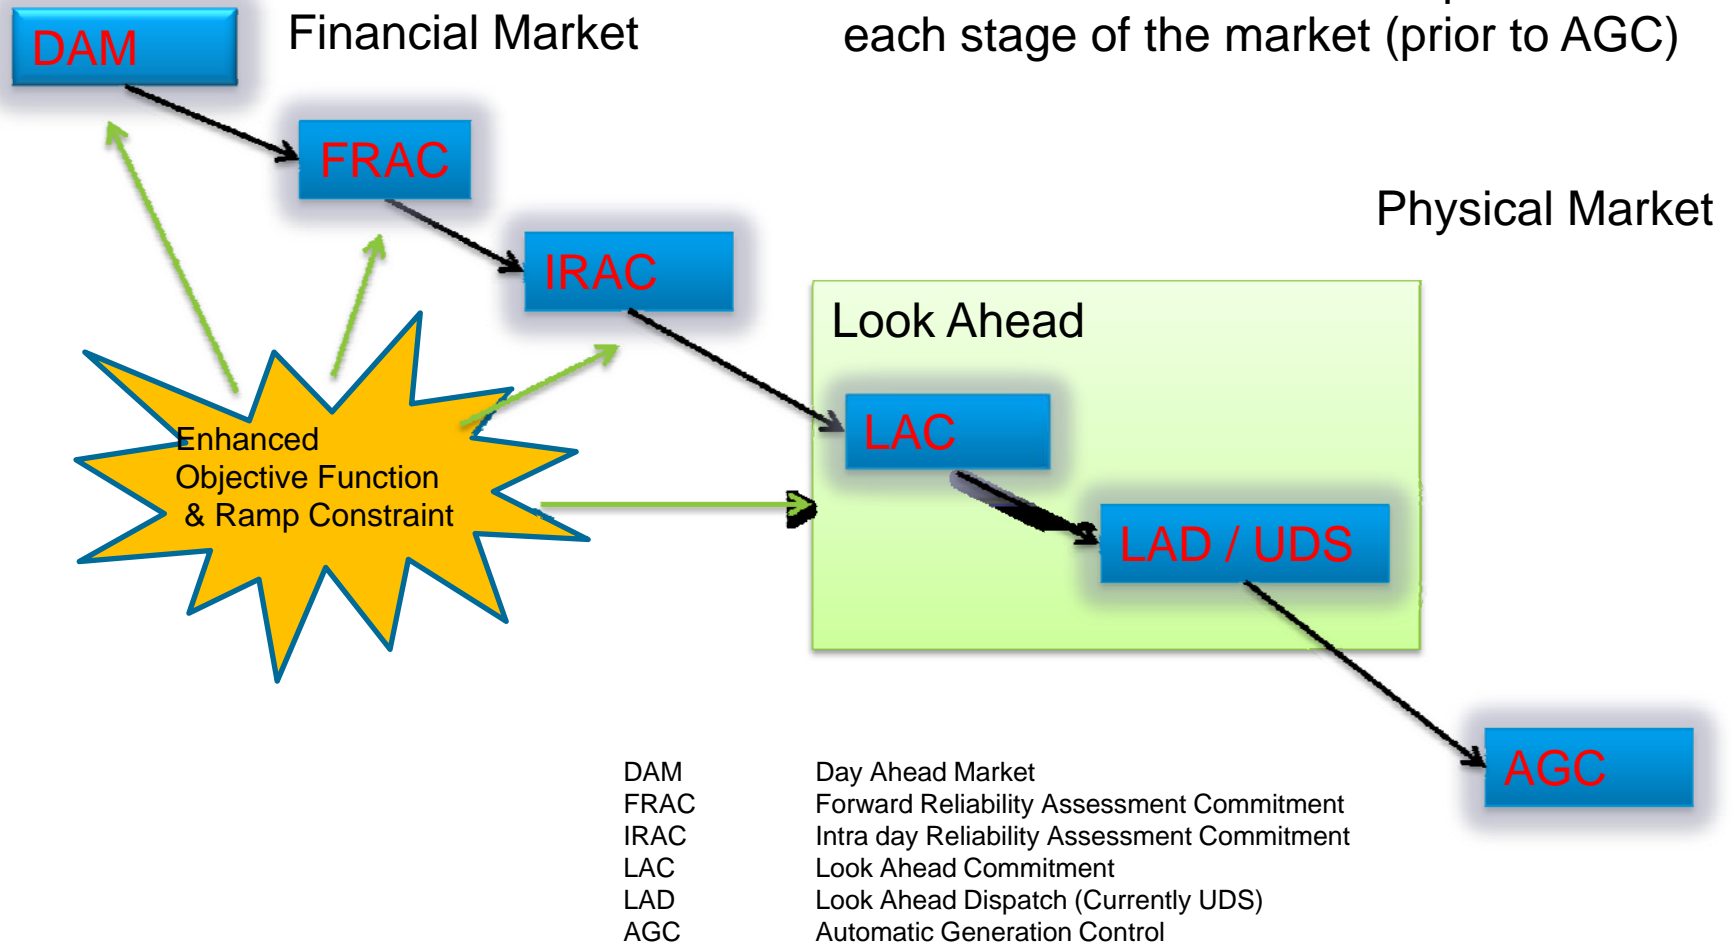 DAM
Financial Market
each stage of the market (prior to AGC)
FRAC
Physical Market
IRAC
Look Ahead
LAC
Enhanced
Objective Function
& Ramp Constraint
LAD / UDS
AGC
DAM Day Ahead Market
FRAC Forward Reliability Assessment Commitment
IRAC Intra day Reliability Assessment Commitment
LAC Look Ahead Commitment
LAD Look Ahead Dispatch (Currently UDS)
AGC Automatic Generation Control